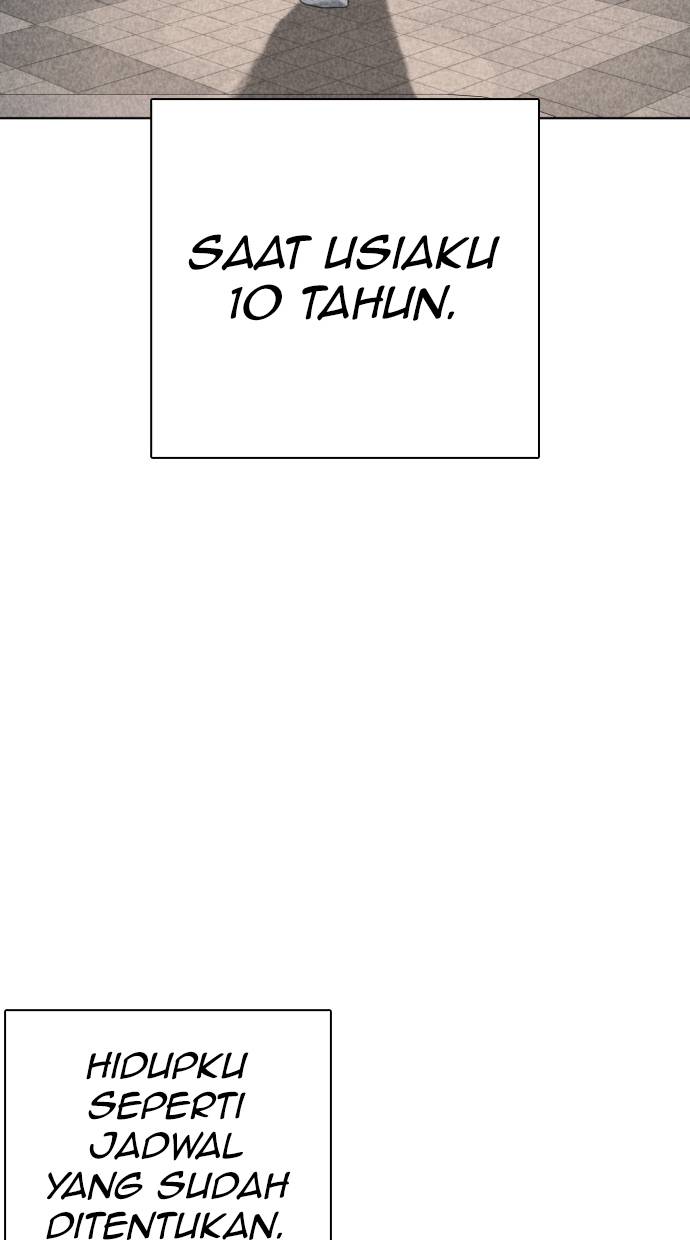 SAAT USIAKU
10 TAHUN.
HIDUPKU
SEPERTI
JADWAL
YANG SUDAH
DITENTUKAN.